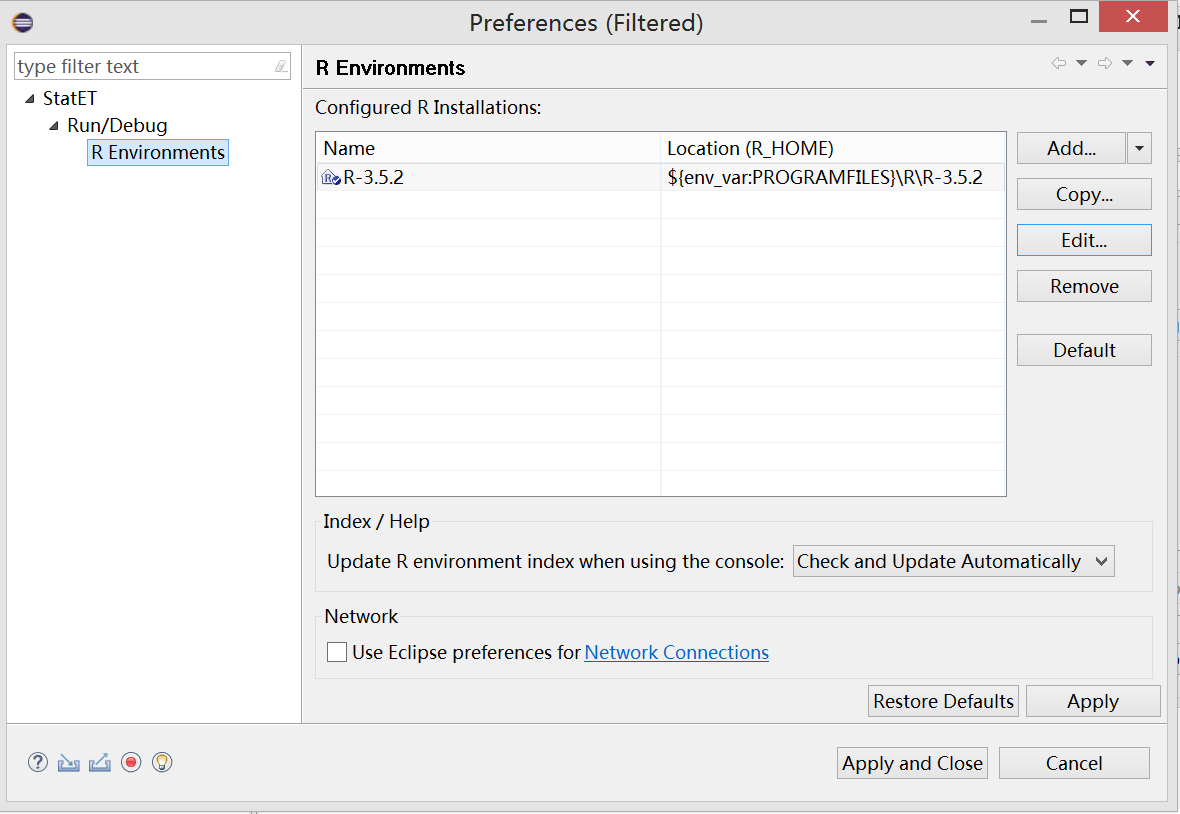 Preferences (Filtered)
type filter text
StatET
Run/Debug
R Environments
R Environments
Configured R Installations:
Name Location (R_HOME)
R-3.5.2 ${env_var:PROGRAMFILES}\R\R-3.5.2
Add...
Copy...
Edit...
Remove
Default
Index / Help
Update R environment index when using the console: Check and Update Automatically
Network
Use Eclipse preferences for Network Connections
Restore Defaults Apply
Apply and Close Cancel